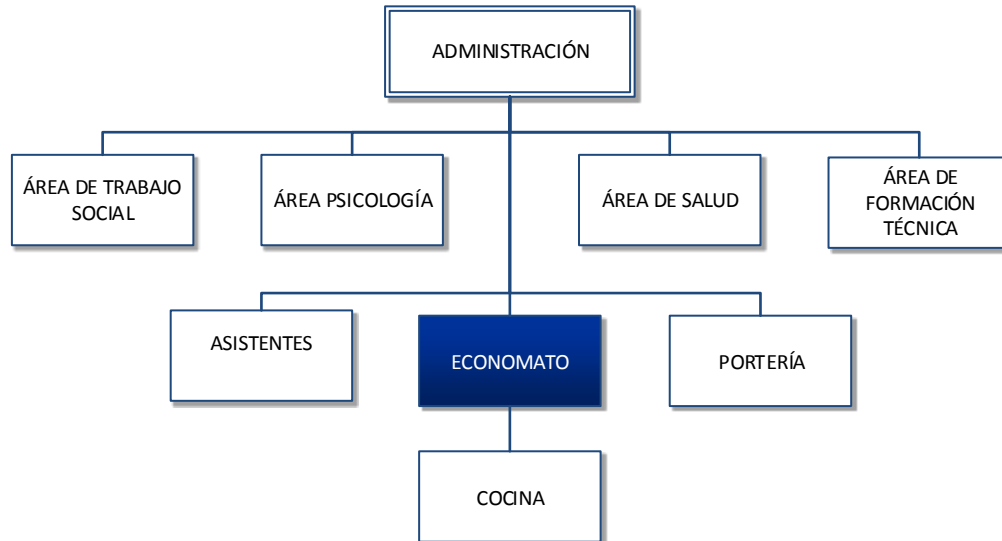 ADMINISTRACIÓN
ÁREA DE TRABAJO
SOCIAL
ÁREA PSICOLOGÍA
ÁREA DE SALUD
ÁREA DE
FORMACIÓN
TÉCNICA
ASISTENTES
ECONOMATO
PORTERÍA
COCINA